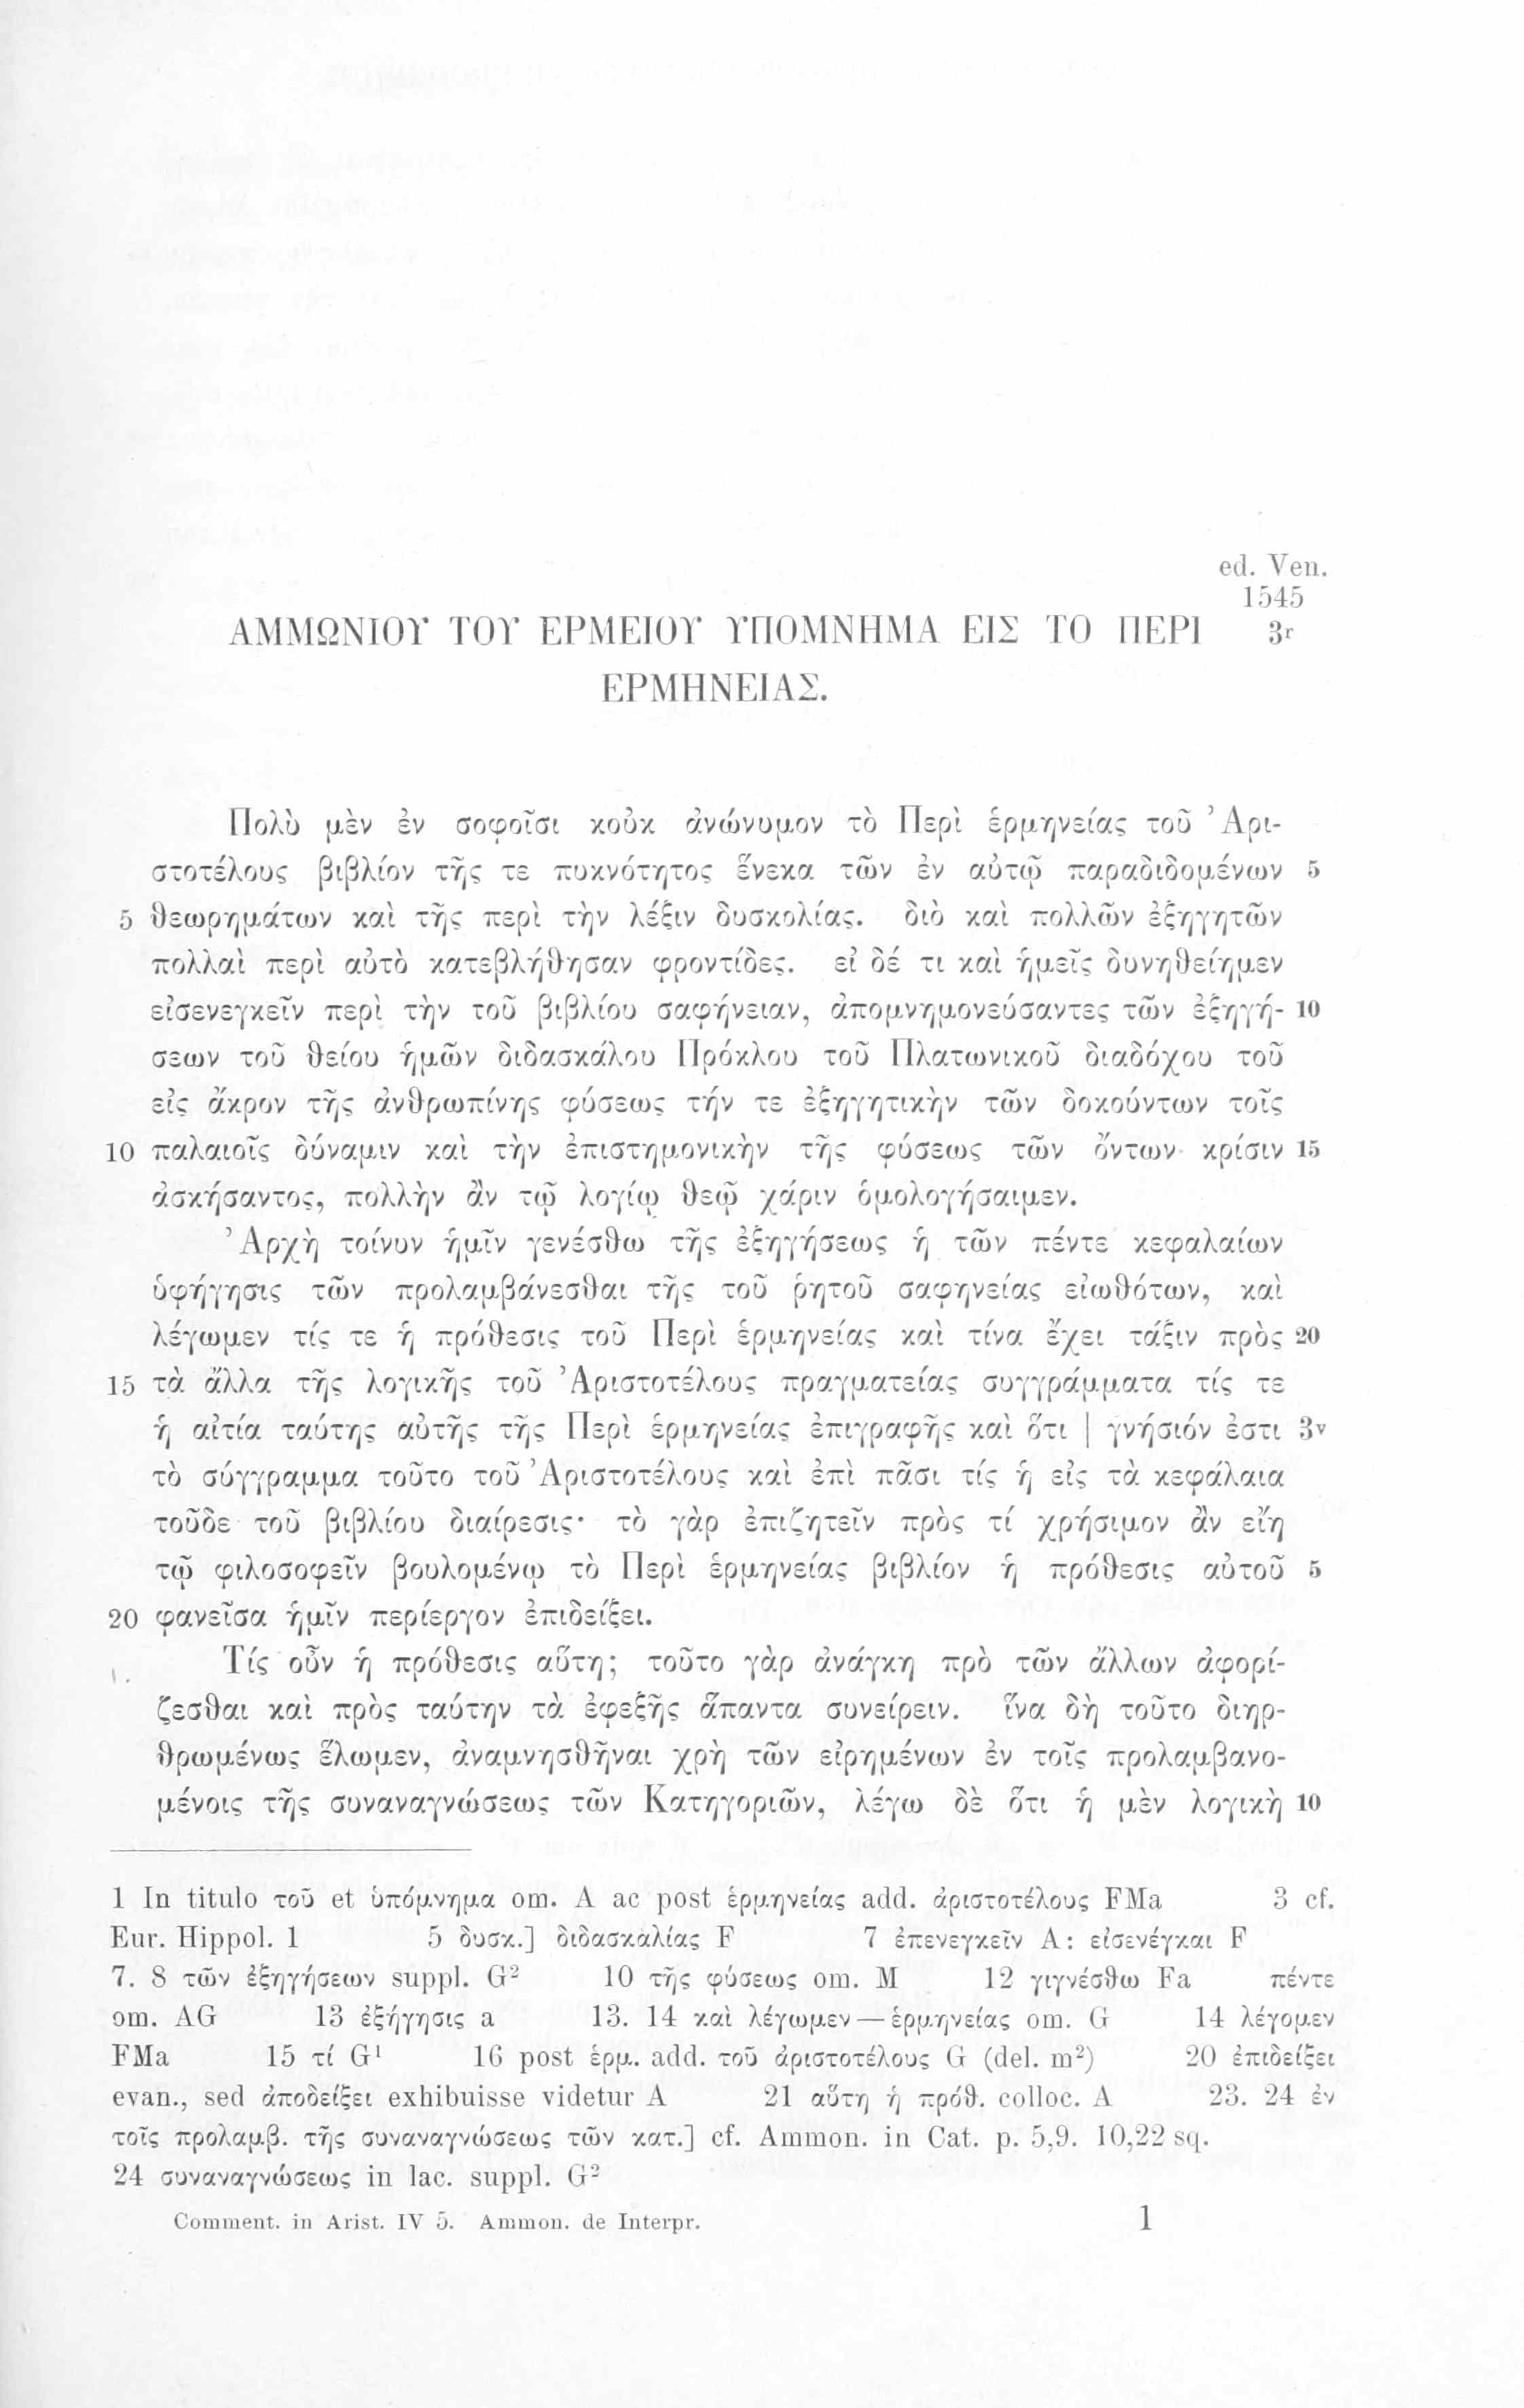 ed. Ven.
1545
ΑΜΜΩΝΙΟΥ ΤΟΥ ΕΡΜΕΙΟΥ ΥΠΟΜΝΗΜΑ ΕΙΣ ΤΟ ΠΕΡΙ 3r
ΕΡΜΗΝΕΙΑΣ.
Πολὺ μὲν ἐν σοφοῖσι κοὐκ ἀνώνυμον τὸ Περὶ ἑρμηνείας τοῦ Ἀρι-
στοτέλους βιβλίον τῆς τε πυκνότητος ἕνεκα τῶν ἐν αὐτῷ παραδιδομένων 5
5 θεωρημάτων καὶ τῆς περὶ τὴν λέξιν δυσκολίας. διὸ καὶ πολλῶν ἐξηγητῶν
πολλαὶ περὶ αὐτὸ κατεβλήθησαν φροντίδες. εἰ δέ τι καὶ ἡμεῖς δυνηθείημεν
εἰσενεγκεῖν περὶ τὴν τοῦ βιβλίου σαφήνειαν, ἀπομνημονεύσαντες τῶν ἐξηγή- 10
σεων τοῦ θείου ἡμῶν διδασκάλου Πρόκλου τοῦ Πλατωνικοῦ διαδόχου τοῦ
εἰς ἄκρον τῆς ἀνθρωπίνης φύσεως τήν τε ἐξηγητικὴν τῶν δοκούντων τοῖς
10 παλαιοῖς δύναμιν καὶ τὴν ἐπιστημονικὴν τῆς φύσεως τῶν ὄντων κρίσιν 15
ἀσκήσαντος, πολλὴν ἂν τῷ λογίῳ θεῷ χάριν ὁμολογήσαιμεν.
Ἀρχὴ τοίνυν ἡμῖν γενέσθω τῆς ἐξηγήσεως ἡ τῶν πέντε κεφαλαίων
ὑφήγησις τῶν προλαμβάνεσθαι τῆς τοῦ ῥητοῦ σαφηνείας εἰωθότων, καὶ
λέγωμεν τίς τε ἡ πρόθεσις τοῦ Περὶ ἑρμηνείας καὶ τίνα ἔχει τάξιν πρὸς 20
15 τὰ ἄλλα τῆς λογικῆς τοῦ Ἀριστοτέλους πραγματείας συγγράμματα τίς τε
ἡ αἰτία ταύτης αὐτῆς τῆς Περὶ ἑρμηνείας ἐπιγραφῆς καὶ ὅτι | γνήσιόν ἐστι 3v
τὸ σύγγραμμα τοῦτο τοῦ Ἀριστοτέλους καὶ ἐπὶ πᾶσι τίς ἡ εἰς τὰ κεφάλαια
τοῦδε τοῦ βιβλίου διαίρεσις· τὸ γὰρ ἐπιζητεῖν πρὸς τί χρήσιμον ἂν εἴη
τῷ φιλοσοφεῖν βουλομένῳ τὸ Περὶ ἑρμηνείας βιβλίον ἡ πρόθεσις αὐτοῦ 5
20 φανεῖσα ἡμῖν περίεργον ἐπιδείξει.
Τίς οὖν ἡ πρόθεσις αὕτη; τοῦτο γὰρ ἀνάγκη πρὸ τῶν ἄλλων ἀφορί-
ζεσθαι καὶ πρὸς ταύτην τὰ ἐφεξῆς ἅπαντα συνείρειν. ἵνα δὴ τοῦτο διηρ-
θρωμένως ἕλωμεν, ἀναμνησθῆναι χρὴ τῶν εἰρημένων ἐν τοῖς προλαμβανο-
μένοις τῆς συναναγνώσεως τῶν Κατηγοριῶν, λέγω δὲ ὅτι ἡ μὲν λογικὴ 10
1 In titulo τοῦ et ὑπόμνημα om. A ac post ἑρμηνείας add. ἀριστοτέλους FMa 3 cf.
Eur. Hippol. 1 5 δυσκ.] διδασκαλίας F 7 ἐπενεγκεῖν A: εἰσενέγκαι F
7. 8 τῶν ἐξηγήσεων suppl. G² 10 τῆς φύσεως om. M 12 γιγνέσθω Fa πέντε
om. AG 13 ἐξήγησις a 13. 14 καὶ λέγωμεν — ἑρμηνείας om. G 14 λέγομεν
FMa 15 τί G¹ 16 post ἑρμ. add. τοῦ ἀριστοτέλους G (del. m²) 20 ἐπιδείξει
evan., sed ἀποδείξει exhibuisse videtur A 21 αὕτη ἡ πρόθ. colloc. A 23. 24 ἐν
τοῖς προλαμβ. τῆς συναναγνώσεως τῶν κατ.] cf. Ammon. in Cat. p. 5,9. 10,22 sq.
24 συναναγνώσεως in lac. suppl. G²
Comment. in Arist. IV 5. Ammon. de Interpr. 1